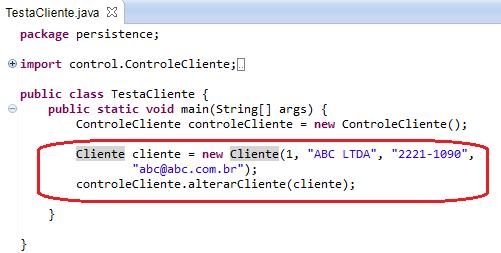 TestaCliente.java
package persistence;
import control.ControleCliente;
public class TestaCliente {
public static void main(String[] args) {
ControleCliente controleCliente = new ControleCliente();
Cliente cliente = new Cliente(1, "ABC LTDA", "2221-1090",
"abc@abc.com.br");
controleCliente.alterarCliente(cliente);
}
}